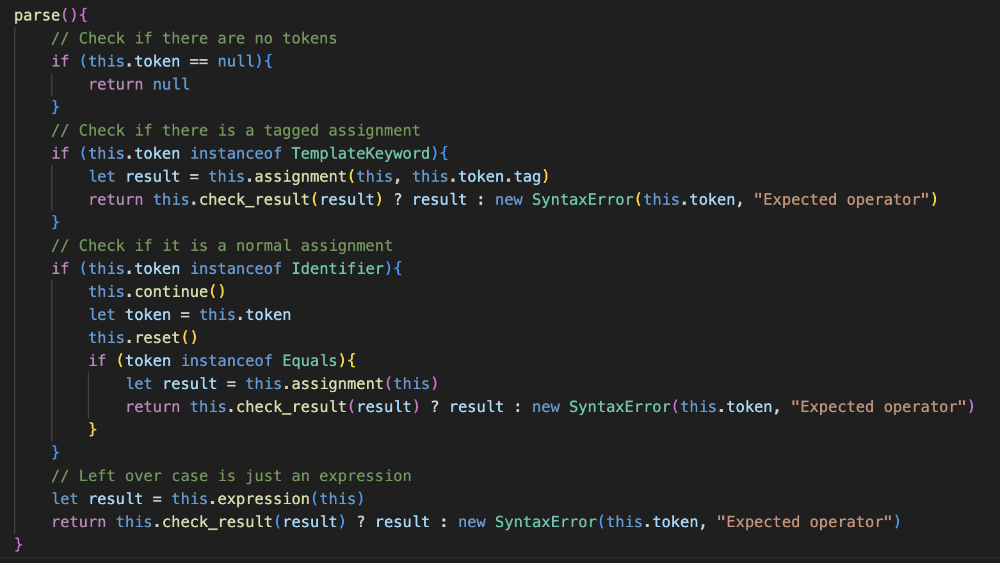 parse(){
    // Check if there are no tokens
    if (this.token == null){
        return null
    }
    // Check if there is a tagged assignment
    if (this.token instanceof TemplateKeyword){
        let result = this.assignment(this, this.token.tag)
        return this.check_result(result) ? result : new SyntaxError(this.token, "Expected operator")
    }
    // Check if it is a normal assignment
    if (this.token instanceof Identifier){
        this.continue()
        let token = this.token
        this.reset()
        if (token instanceof Equals){
            let result = this.assignment(this)
            return this.check_result(result) ? result : new SyntaxError(this.token, "Expected operator")
        }
    }
    // Left over case is just an expression
    let result = this.expression(this)
    return this.check_result(result) ? result : new SyntaxError(this.token, "Expected operator")
}